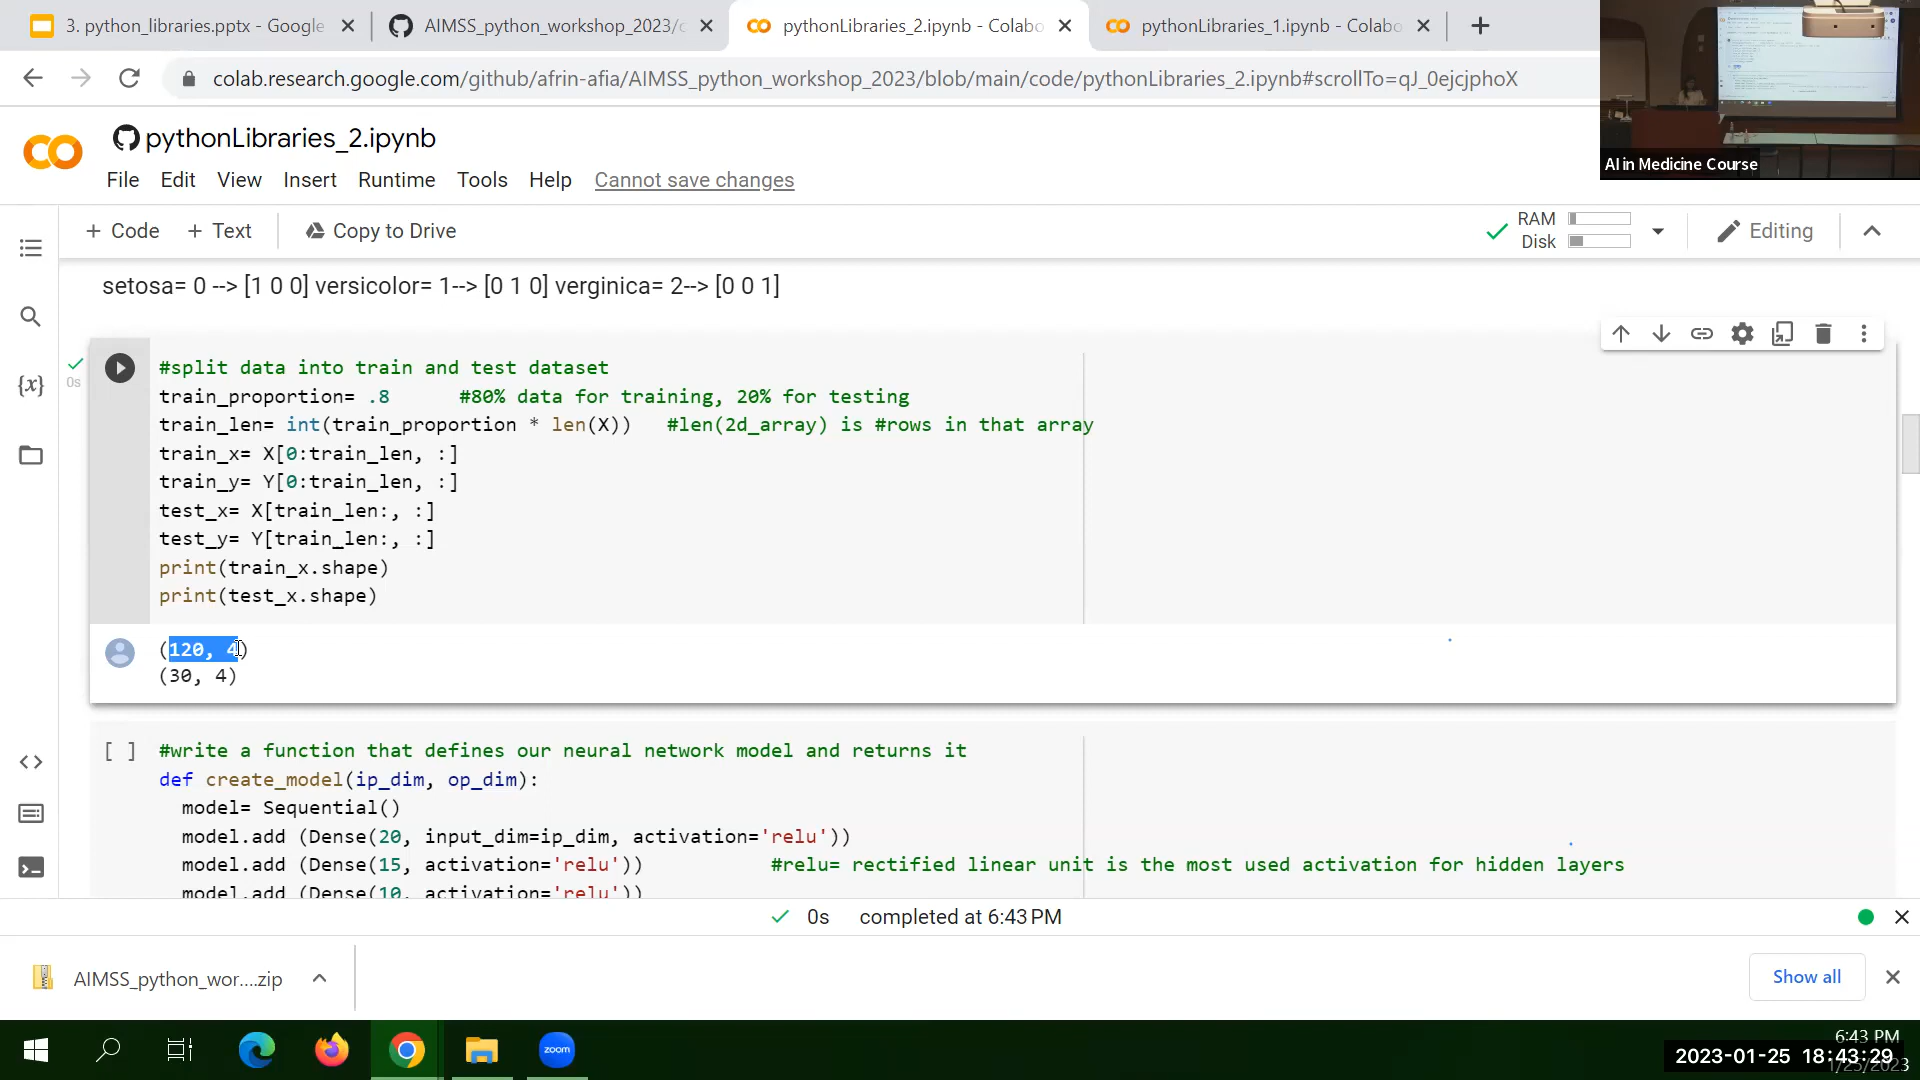 3. python_libraries.pptx - Google
AIMSS_python_workshop_2023/c
pythonLibraries_2.ipynb - Colabo
pythonLibraries_1.ipynb - Colabo
colab.research.google.com/github/afrin-afia/AIMSS_python_workshop_2023/blob/main/code/pythonLibraries_2.ipynb#scrollTo=qJ_0ejcjphoX
AI in Medicine Course
pythonLibraries_2.ipynb
File Edit View Insert Runtime Tools Help Cannot save changes
+ Code + Text Copy to Drive
RAM
Disk
Editing
setosa= 0 --> [1 0 0] versicolor= 1--> [0 1 0] verginica= 2--> [0 0 1]
0s
#split data into train and test dataset
train_proportion= .8 #80% data for training, 20% for testing
train_len= int(train_proportion * len(X)) #len(2d_array) is #rows in that array
train_x= X[0:train_len, :]
train_y= Y[0:train_len, :]
test_x= X[train_len:, :]
test_y= Y[train_len:, :]
print(train_x.shape)
print(test_x.shape)
(120, 4)
(30, 4)
[ ] #write a function that defines our neural network model and returns it
def create_model(ip_dim, op_dim):
model= Sequential()
model.add (Dense(20, input_dim=ip_dim, activation='relu'))
model.add (Dense(15, activation='relu')) #relu= rectified linear unit is the most used activation for hidden layers
model.add (Dense(10, activation='relu'))
0s completed at 6:43 PM
AIMSS_python_wor....zip
Show all
zoom
6:43 PM
2023-01-25 18:43:29